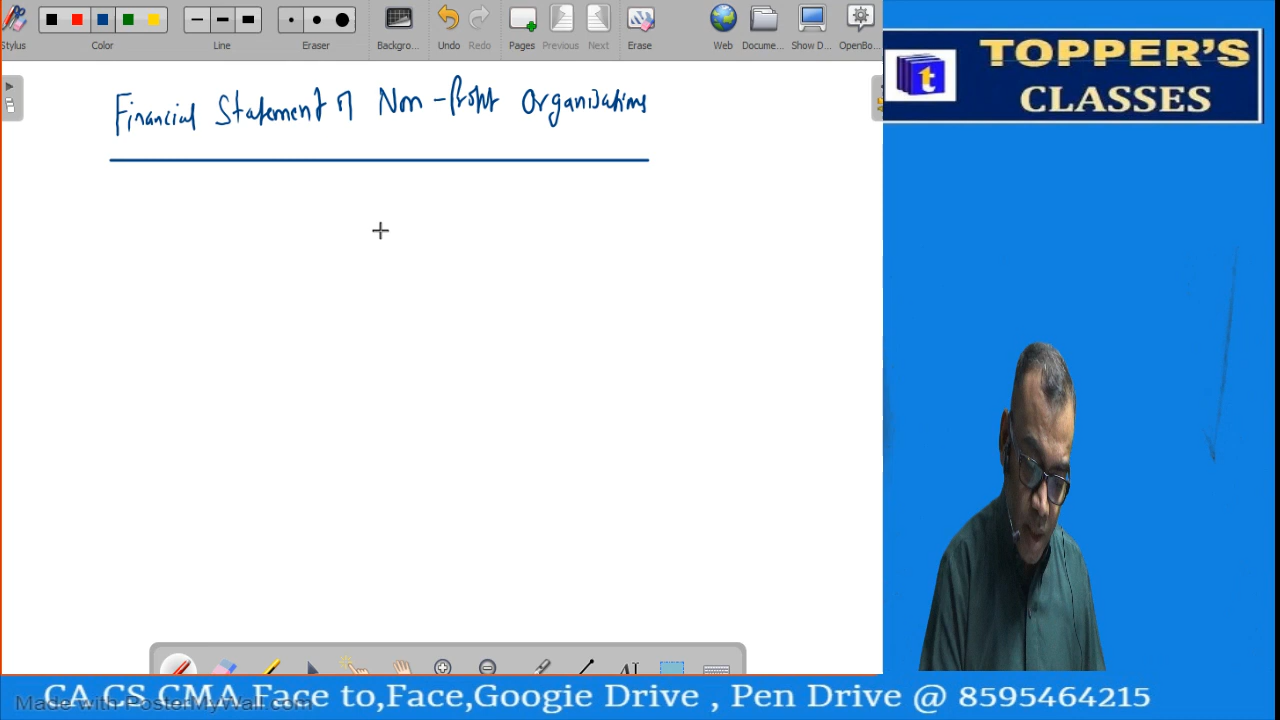 Stylus
Color
Line
Eraser
Backgro...
Undo
Redo
Pages
Previous
Next
Erase
Web
Docume...
Show D...
OpenBo...
Financial Statement of Non-Profit Organisations
t
TOPPER'S
CLASSES
CA,CS,CMA Face to,Face,Googie Drive , Pen Drive @ 8595464215
Made with PosterMyWall.com